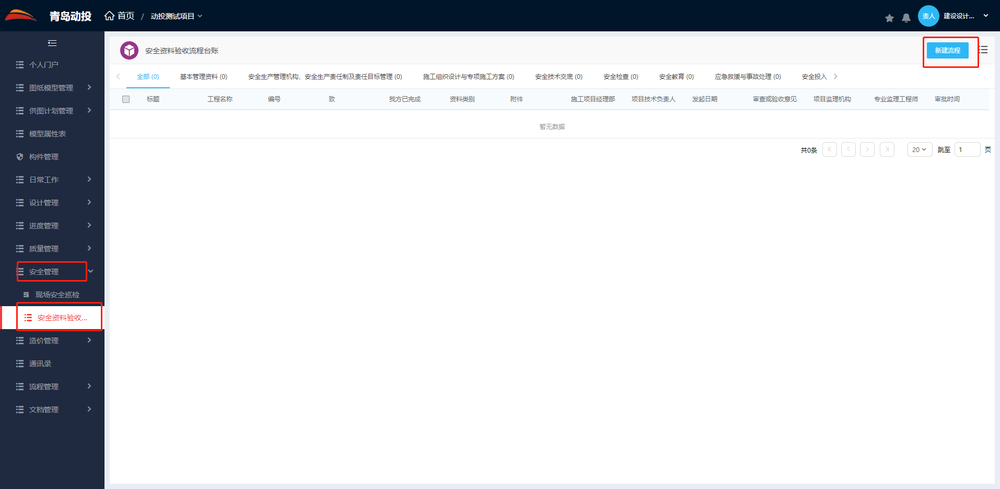 青岛动投
首页 / 动投测试项目
责人 建设设计...
个人门户
图纸模型管理
供图计划管理
模型属性表
构件管理
日常工作
设计管理
进度管理
质量管理
安全管理
现场安全巡检
安全资料验收...
造价管理
通讯录
流程管理
文档管理
安全资料验收流程台账
新建流程
全部 (0) 基本管理资料 (0) 安全生产管理机构、安全生产责任制及责任目标管理 (0) 施工组织设计与专项施工方案 (0) 安全技术交底 (0) 安全检查 (0) 安全教育 (0) 应急救援与事故处理 (0) 安全投入
标题 工程名称 编号 致 我方已完成 资料类别 附件 施工项目经理部 项目技术负责人 发起日期 审查或验收意见 项目监理机构 专业监理工程师 审批时间
暂无数据
共0条 20 跳至 1 页